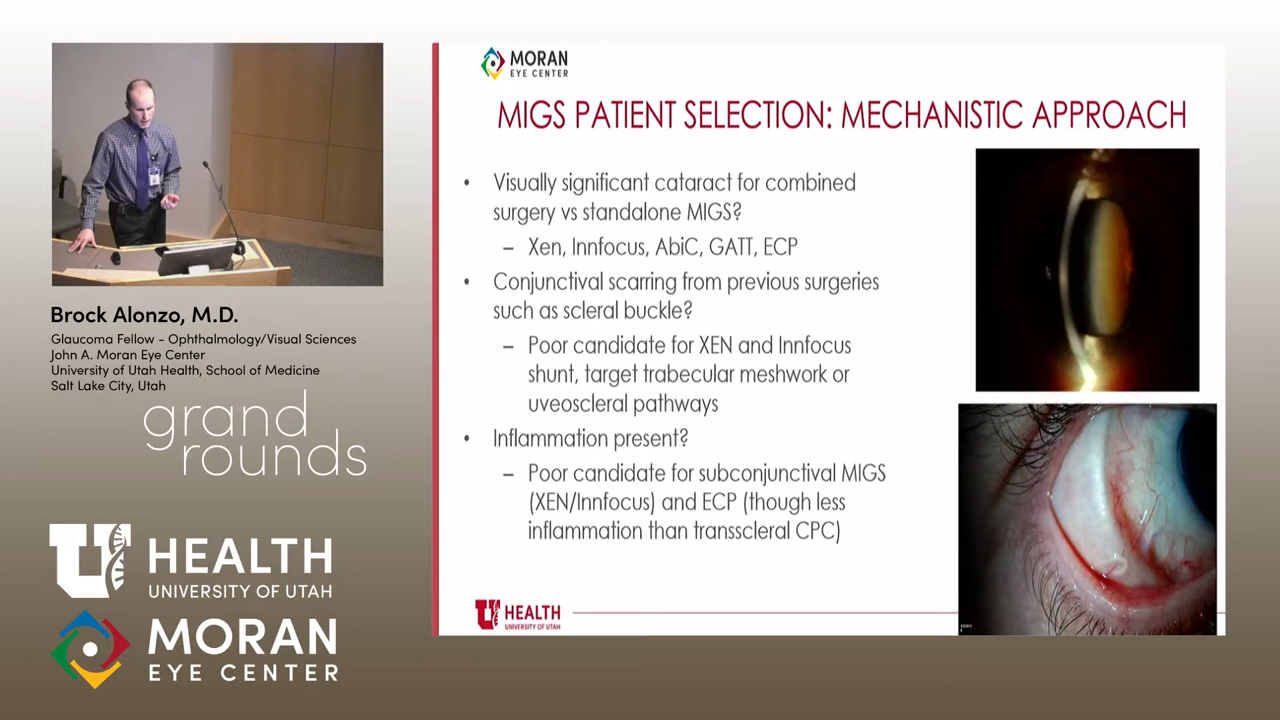 Brock Alonzo, M.D.
Glaucoma Fellow - Ophthalmology/Visual Sciences
John A. Moran Eye Center
University of Utah Health, School of Medicine
Salt Lake City, Utah
grand
rounds
U HEALTH
UNIVERSITY OF UTAH
MORAN
EYE CENTER
MORAN
EYE CENTER
MIGS PATIENT SELECTION: MECHANISTIC APPROACH
• Visually significant cataract for combined
surgery vs standalone MIGS?
– Xen, Innfocus, AbiC, GATT, ECP
• Conjunctival scarring from previous surgeries
such as scleral buckle?
– Poor candidate for XEN and Innfocus
shunt, target trabecular meshwork or
uveoscleral pathways
• Inflammation present?
– Poor candidate for subconjunctival MIGS
(XEN/Innfocus) and ECP (though less
inflammation than transscleral CPC)
U HEALTH
UNIVERSITY OF UTAH